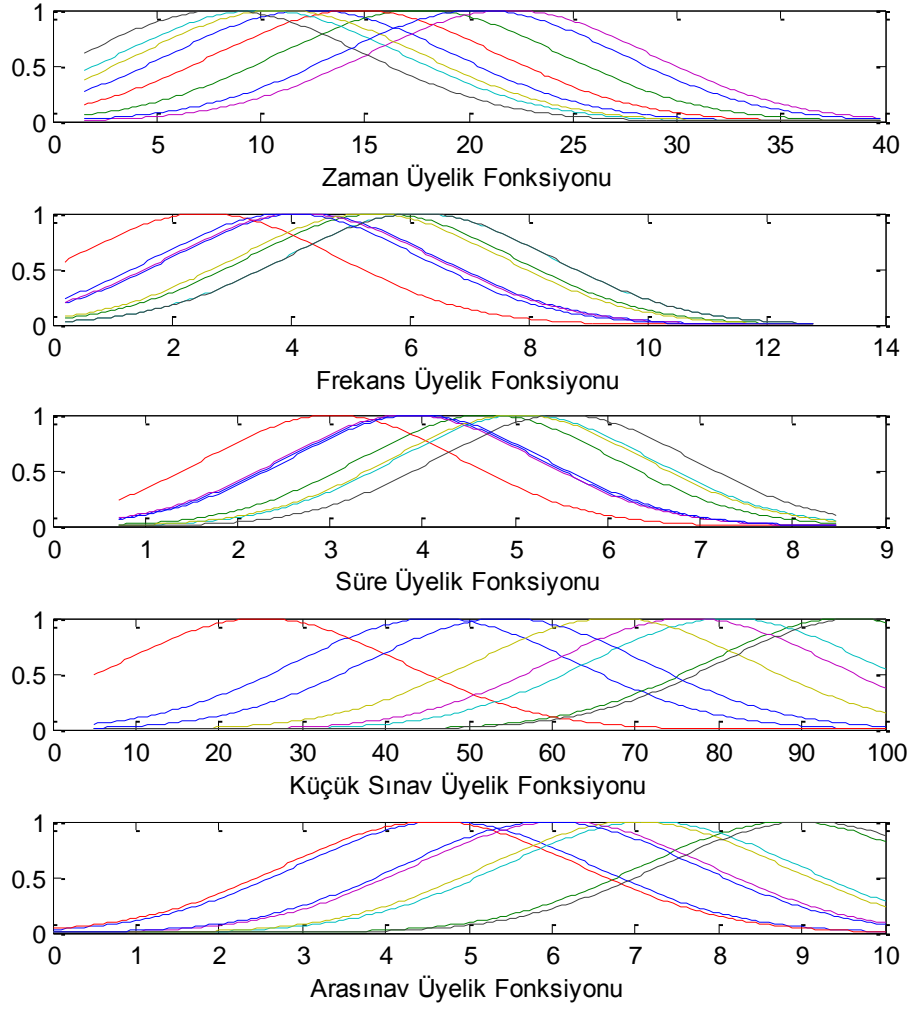 1
0.5
0
0 5 10 15 20 25 30 35 40
Zaman Üyelik Fonksiyonu
1
0.5
0
0 2 4 6 8 10 12 14
Frekans Üyelik Fonksiyonu
1
0.5
0
0 1 2 3 4 5 6 7 8 9
Süre Üyelik Fonksiyonu
1
0.5
0
0 10 20 30 40 50 60 70 80 90 100
Küçük Sınav Üyelik Fonksiyonu
1
0.5
0
0 1 2 3 4 5 6 7 8 9 10
Arasınav Üyelik Fonksiyonu